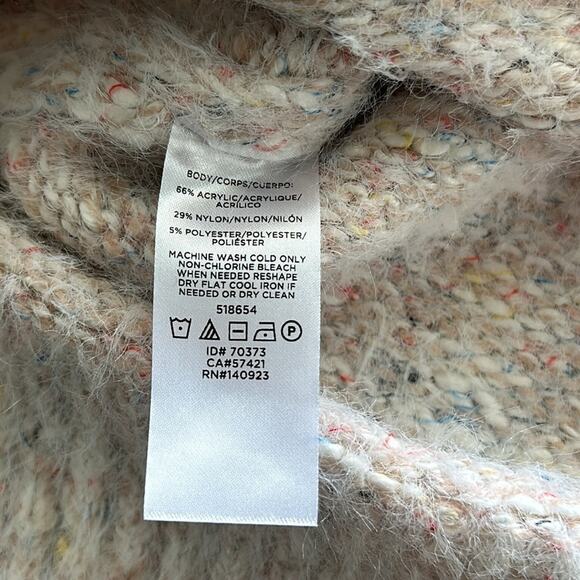 BODY/CORPS/CUERPO:
66% ACRYLIC/ACRYLIQUE/
ACRÍLICO
29% NYLON/NYLON/NILÓN
5% POLYESTER/POLYESTER/
POLIÉSTER
MACHINE WASH COLD ONLY
NON-CHLORINE BLEACH
WHEN NEEDED RESHAPE
DRY FLAT COOL IRON IF
NEEDED OR DRY CLEAN
518654
P
ID# 70373
CA#57421
RN#140923